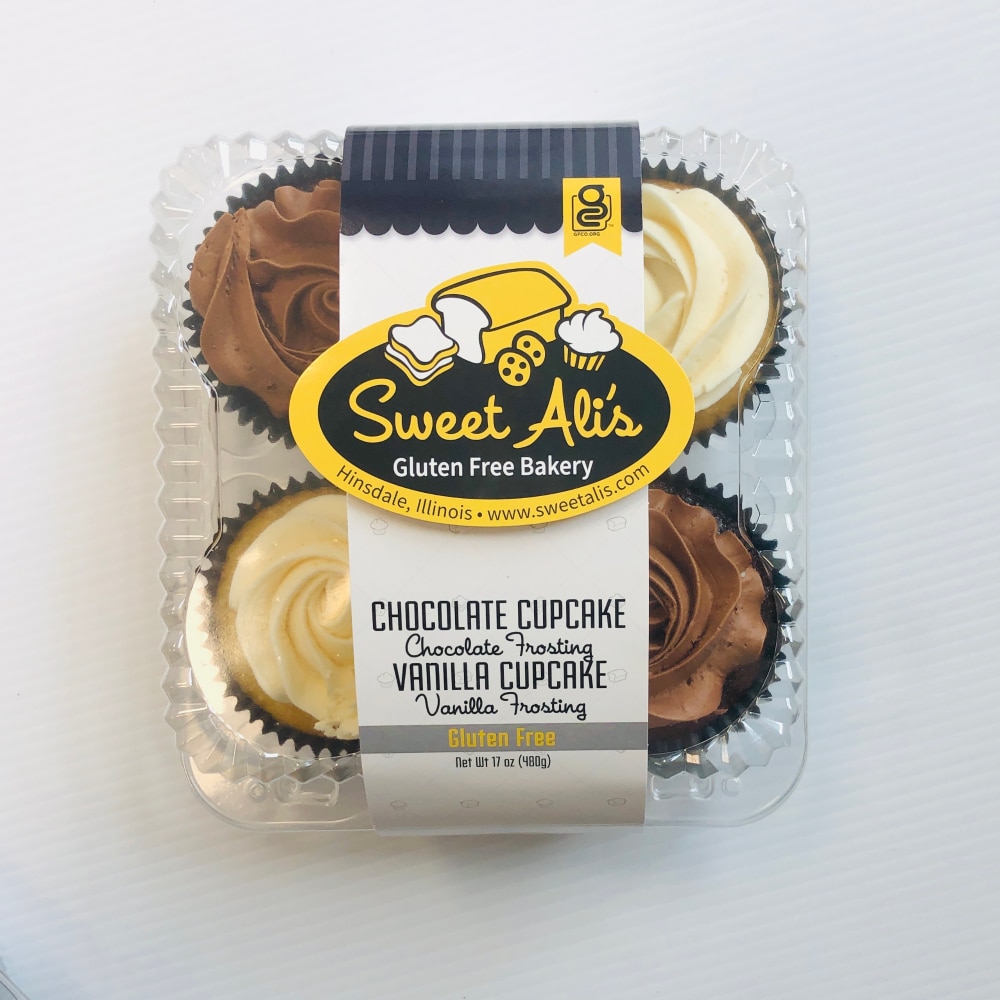 GFCO.ORG
Sweet Ali's
Gluten Free Bakery
Hinsdale, Illinois • www.sweetalis.com
CHOCOLATE CUPCAKE
Chocolate Frosting
VANILLA CUPCAKE
Vanilla Frosting
Gluten Free
Net Wt 17 oz (480g)